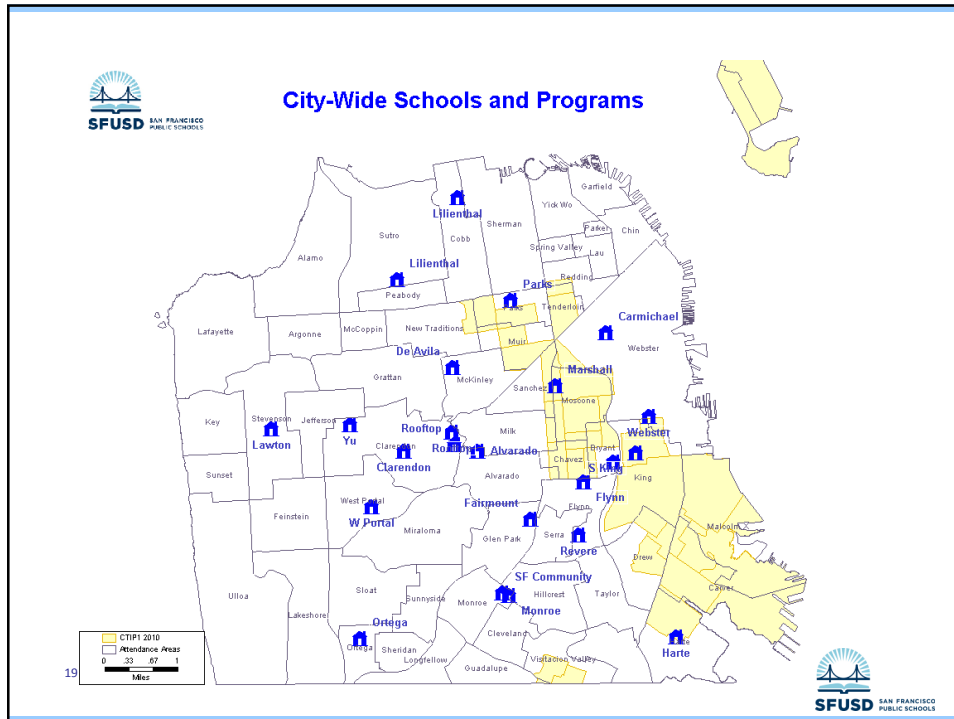 City-Wide Schools and Programs
SFUSD SAN FRANCISCO PUBLIC SCHOOLS
Garfield
Yick Wo
Lilienthal
Sherman
Parker
Chin
Sutro
Cobb
Spring Valley
Lau
Alamo
Lilienthal
Redding
Peabody
Parks
Tenderloin
Carmichael
Lafayette
Argonne
McCoppin
New Traditions
Muir
Webster
De Avila
Grattan
McKinley
Sanchez
Marshall
Moscone
Key
Stevenson
Jefferson
Lawton
Yu
Rooftop
Milk
Webster
Clarendon
Rooftop
Alvarado
Bryant
Clarendon
Chavez
S King
King
Sunset
Alvarado
Flynn
Feinstein
West Portal
W Portal
Fairmount
Flynn
Miraloma
Glen Park
Serra
Revere
Malcolm
Drew
SF Community
Ulloa
Lakeshore
Sloat
Sunnyside
Monroe
Hillcrest
Taylor
Carver
Monroe
Ortega
Cleveland
Harte
Ortega
Sheridan
Longfellow
Guadalupe
Visitacion Valley
CTIP1 2010
Attendance Areas
0 .33 .67 1
Miles
19
SFUSD SAN FRANCISCO PUBLIC SCHOOLS